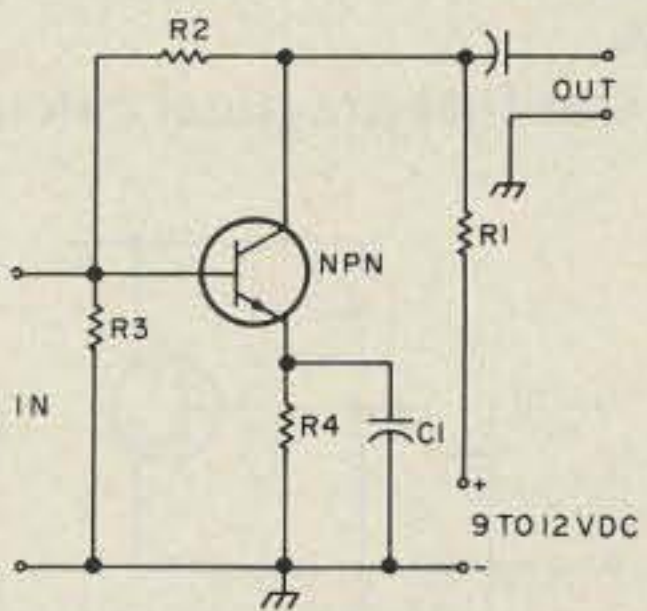 R2
OUT
R1
NPN
R3
IN
R4
C1
+
9 TO 12 VDC
-